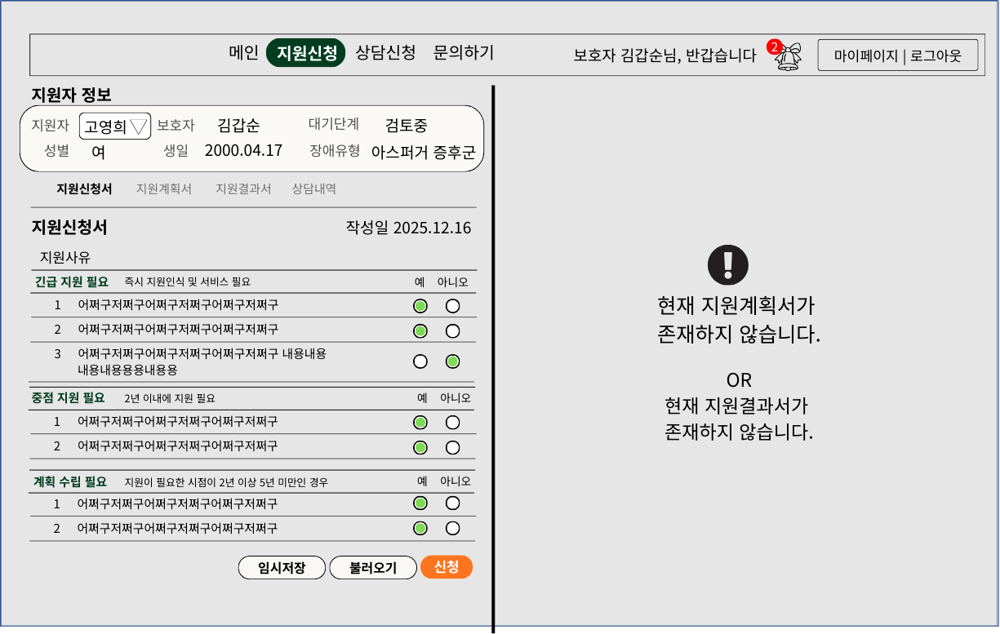 메인 지원신청 상담신청 문의하기 보호자 김갑순님, 반갑습니다 2 마이페이지 | 로그아웃
지원자 정보
지원자 고영희 보호자 김갑순 대기단계 검토중
성별 여 생일 2000.04.17 장애유형 아스퍼거 증후군
지원신청서 지원계획서 지원결과서 상담내역
지원신청서 작성일 2025.12.16
지원사유
긴급 지원 필요 즉시 지원인식 및 서비스 필요 예 아니오
1 어쩌구저쩌구어쩌구저쩌구어쩌구저쩌구
2 어쩌구저쩌구어쩌구저쩌구어쩌구저쩌구
3 어쩌구저쩌구어쩌구저쩌구어쩌구저쩌구 내용내용
내용내용용용내용용
중점 지원 필요 2년 이내에 지원 필요 예 아니오
1 어쩌구저쩌구어쩌구저쩌구어쩌구저쩌구
2 어쩌구저쩌구어쩌구저쩌구어쩌구저쩌구
계획 수립 필요 지원이 필요한 시점이 2년 이상 5년 미만인 경우 예 아니오
1 어쩌구저쩌구어쩌구저쩌구어쩌구저쩌구
2 어쩌구저쩌구어쩌구저쩌구어쩌구저쩌구
임시저장 불러오기 신청
현재 지원계획서가
존재하지 않습니다.
OR
현재 지원결과서가
존재하지 않습니다.